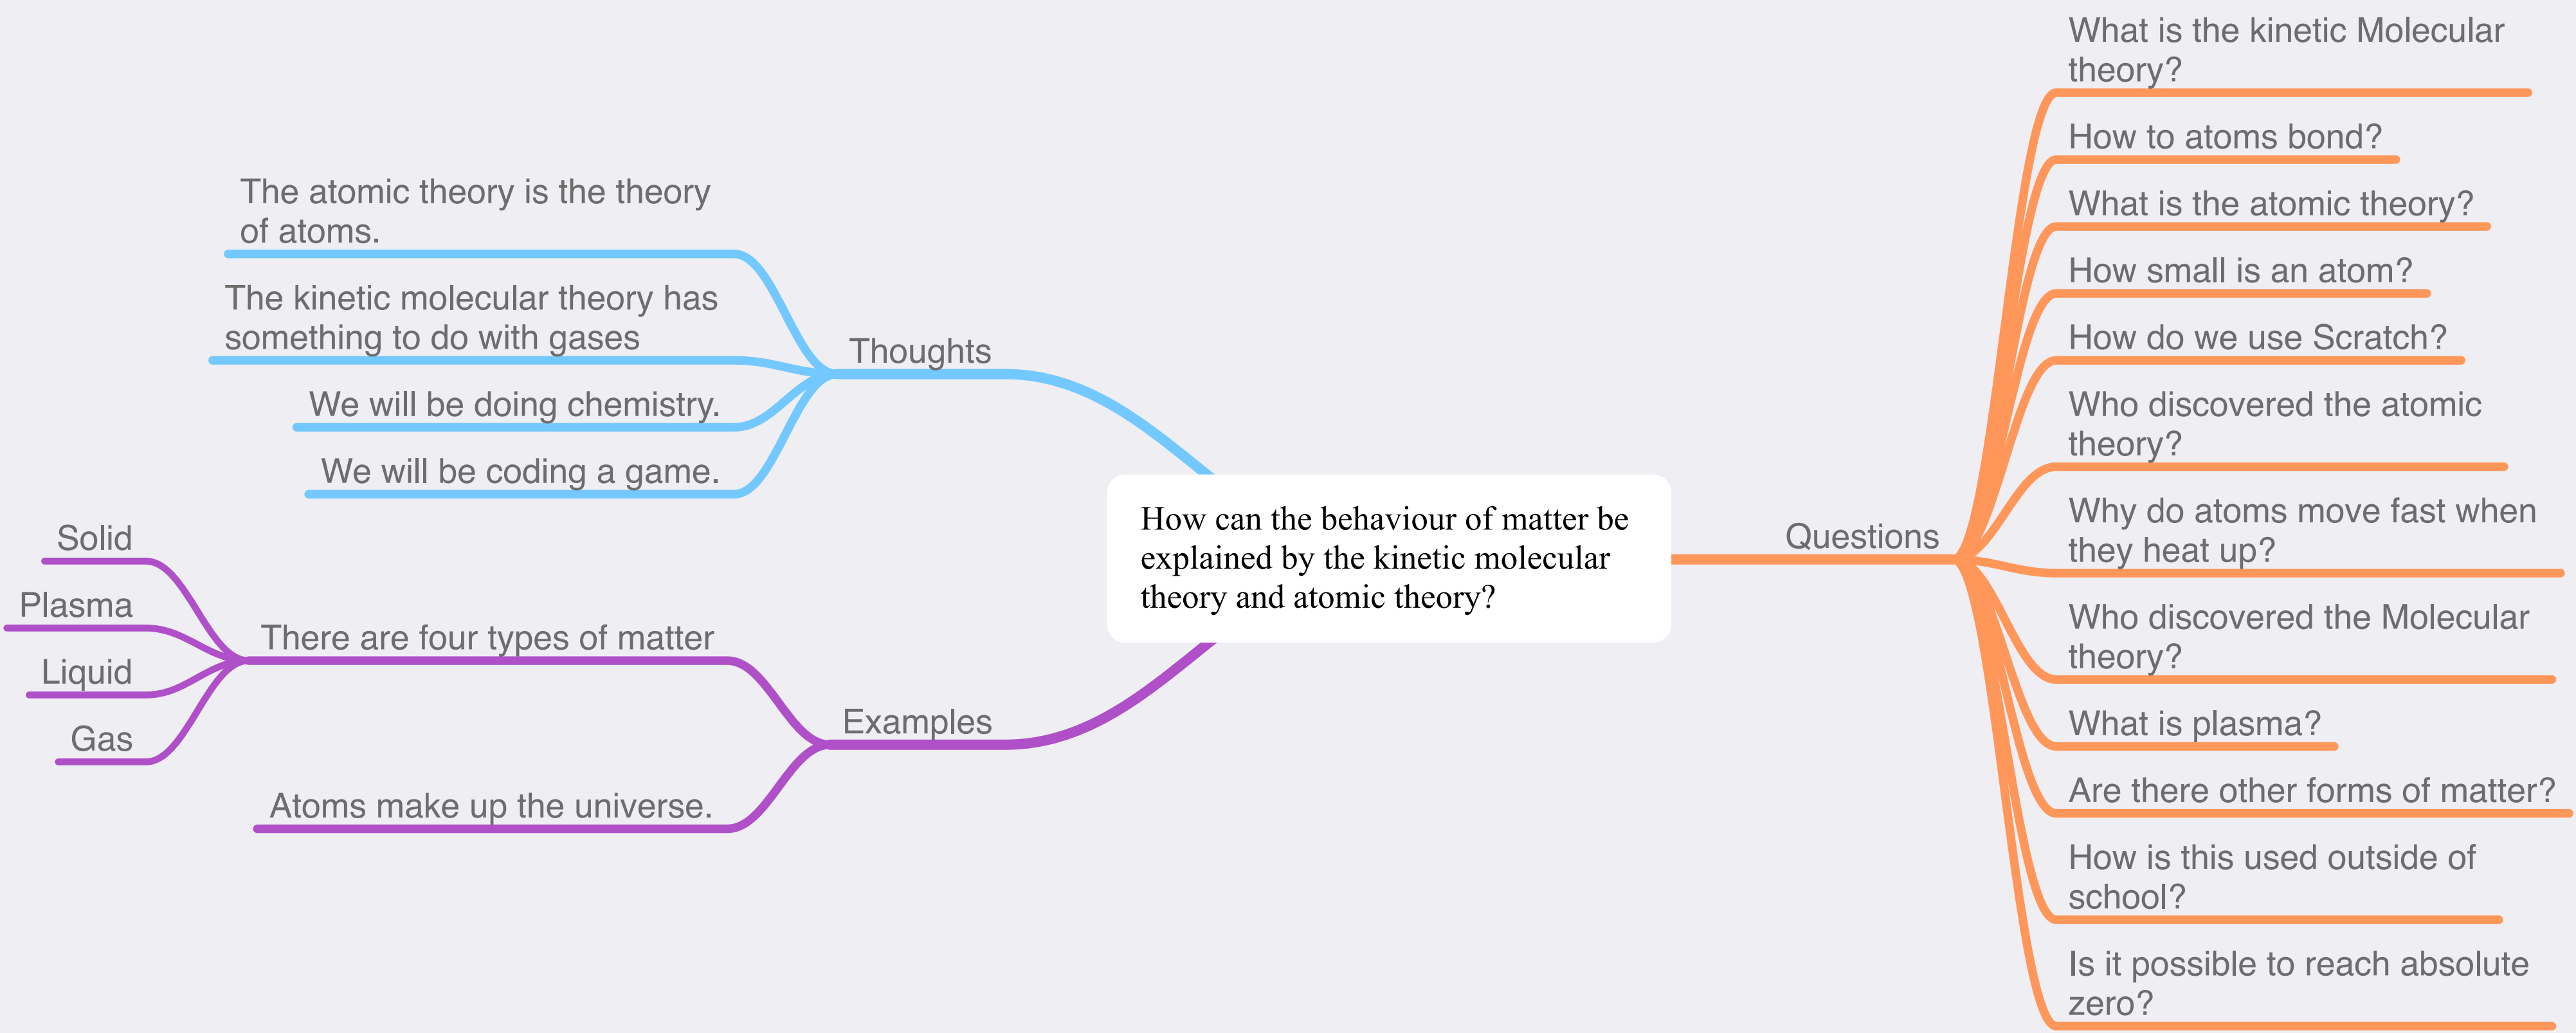 The atomic theory is the theory
of atoms.
The kinetic molecular theory has
something to do with gases
We will be doing chemistry.
We will be coding a game.
Thoughts
Solid
Plasma
Liquid
Gas
There are four types of matter
Atoms make up the universe.
Examples
How can the behaviour of matter be
explained by the kinetic molecular
theory and atomic theory?
Questions
What is the kinetic Molecular
theory?
How to atoms bond?
What is the atomic theory?
How small is an atom?
How do we use Scratch?
Who discovered the atomic
theory?
Why do atoms move fast when
they heat up?
Who discovered the Molecular
theory?
What is plasma?
Are there other forms of matter?
How is this used outside of
school?
Is it possible to reach absolute
zero?